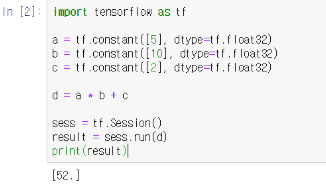 In [2]: import tensorflow as tf
a = tf.constant([5], dtype=tf.float32)
b = tf.constant([10], dtype=tf.float32)
c = tf.constant([2], dtype=tf.float32)
d = a * b + c
sess = tf.Session()
result = sess.run(d)
print(result)
[52.]